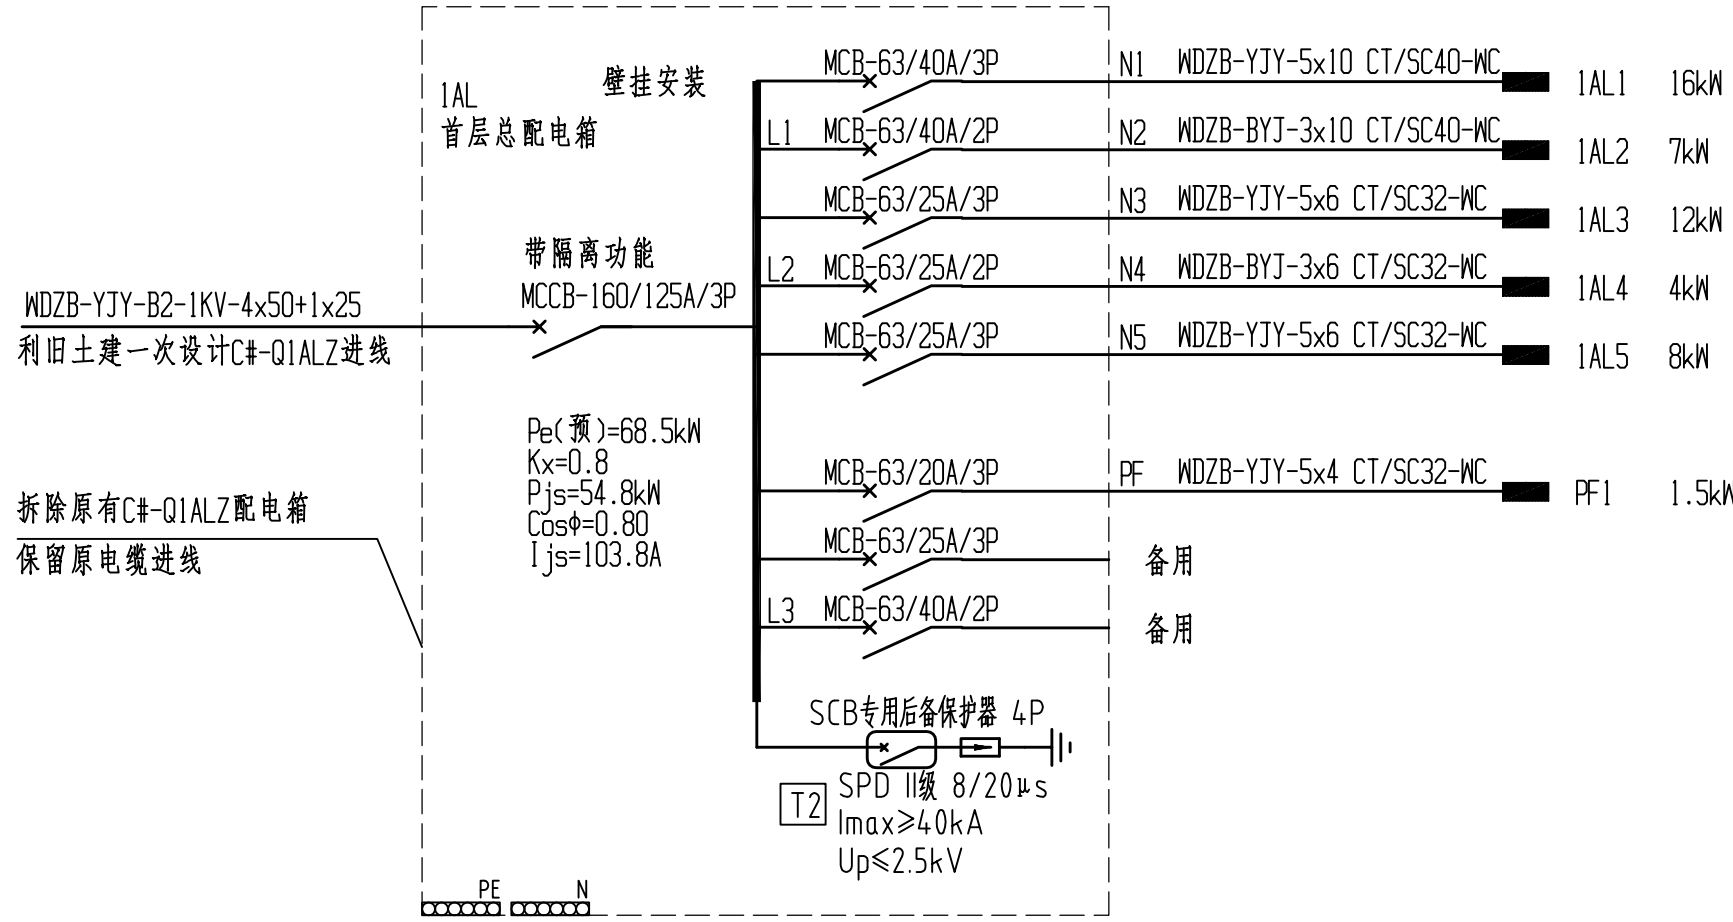 1AL
首层总配电箱
壁挂安装
带隔离功能
MCCB-160/125A/3P
WDZB-YJY-B2-1KV-4x50+1x25
利旧土建一次设计C#-Q1ALZ进线
Pe(预)=68.5kW
Kx=0.8
Pjs=54.8kW
CosΦ=0.80
Ijs=103.8A
拆除原有C#-Q1ALZ配电箱
保留原电缆进线
MCB-63/40A/3P N1 WDZB-YJY-5x10 CT/SC40-WC 1AL1 16kW
L1 MCB-63/40A/2P N2 WDZB-BYJ-3x10 CT/SC40-WC 1AL2 7kW
MCB-63/25A/3P N3 WDZB-YJY-5x6 CT/SC32-WC 1AL3 12kW
L2 MCB-63/25A/2P N4 WDZB-BYJ-3x6 CT/SC32-WC 1AL4 4kW
MCB-63/25A/3P N5 WDZB-YJY-5x6 CT/SC32-WC 1AL5 8kW
MCB-63/20A/3P PF WDZB-YJY-5x4 CT/SC32-WC PF1 1.5kW
MCB-63/25A/3P 备用
L3 MCB-63/40A/2P 备用
SCB专用后备保护器 4P
T2
SPD II级 8/20μs
Imax≥40kA
Up≤2.5kV
PE N